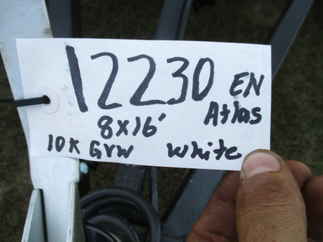 12230 EN
Atlas
8x16'
10K GVW White